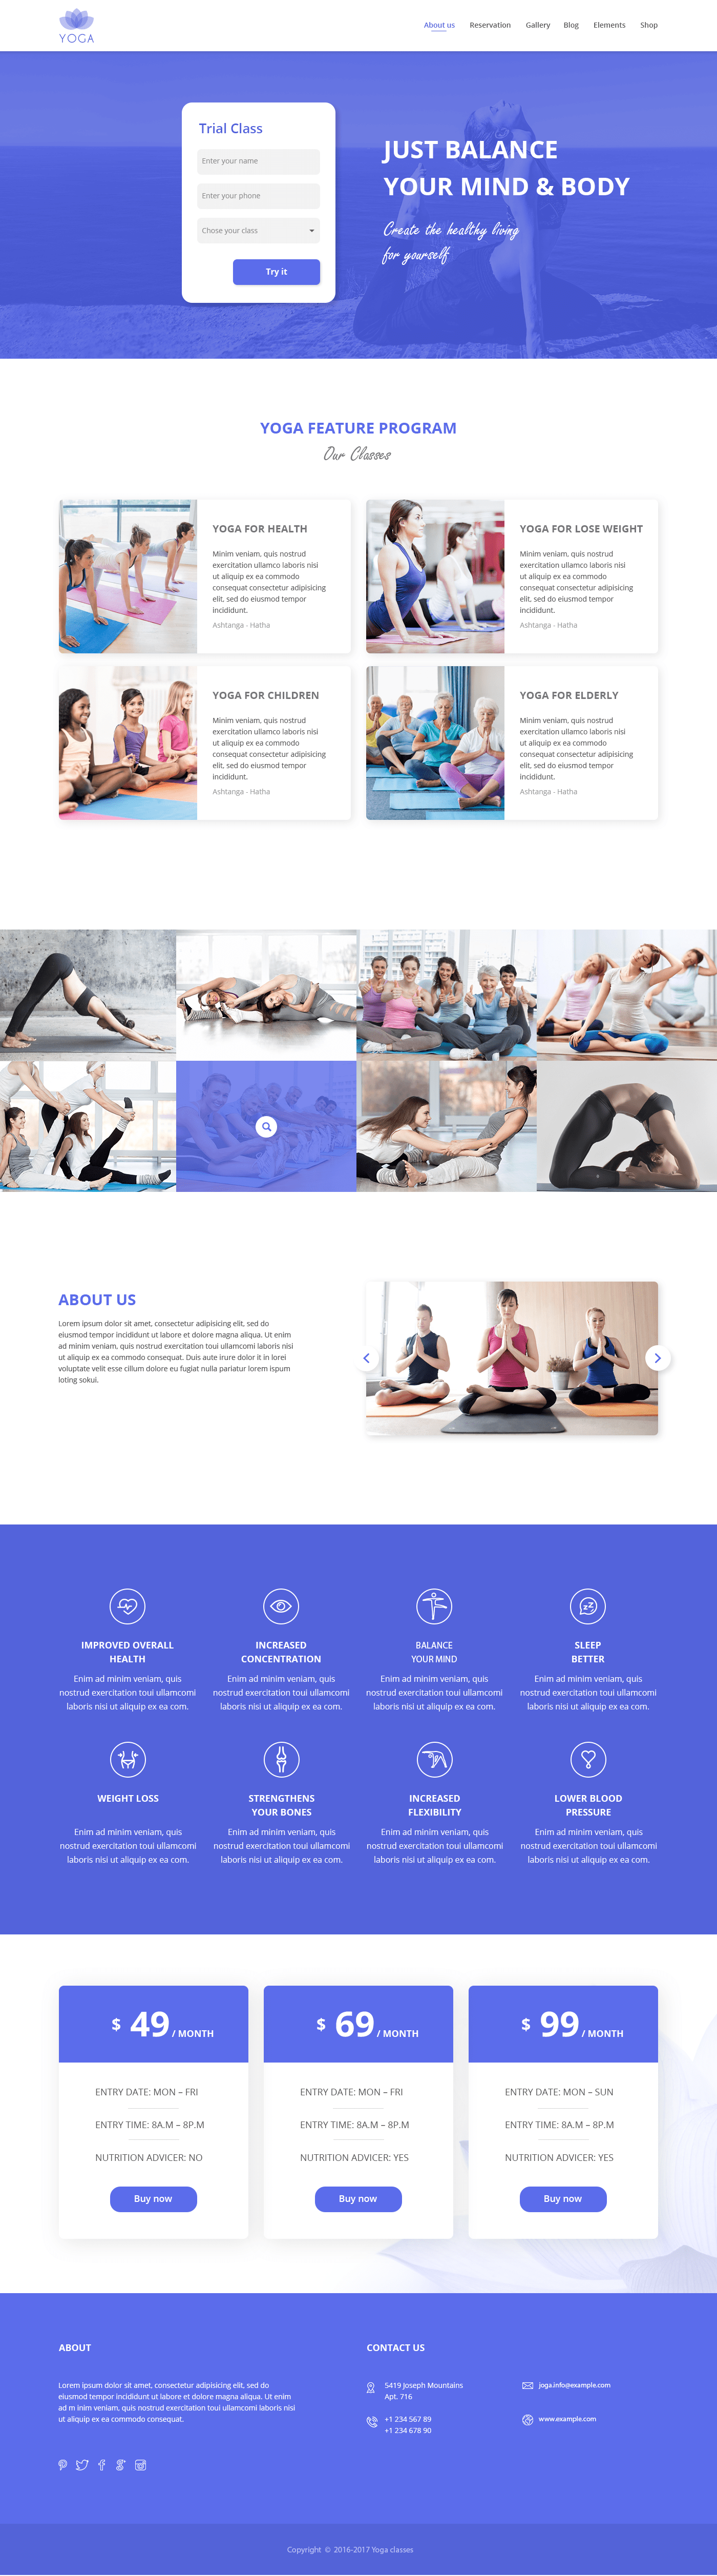 YOGA
About us
Reservation
Gallery
Blog
Elements
Shop
Trial Class
Enter your name
Enter your phone
Chose your class
Try it
JUST BALANCE
YOUR MIND & BODY
Create the healthy living
for yourself
YOGA FEATURE PROGRAM
Our Classes
YOGA FOR HEALTH
Minim veniam, quis nostrud
exercitation ullamco laboris nisi
ut aliquip ex ea commodo
consequat consectetur adipisicing
elit, sed do eiusmod tempor
incididunt.
Ashtanga - Hatha
YOGA FOR LOSE WEIGHT
Minim veniam, quis nostrud
exercitation ullamco laboris nisi
ut aliquip ex ea commodo
consequat consectetur adipisicing
elit, sed do eiusmod tempor
incididunt.
Ashtanga - Hatha
YOGA FOR CHILDREN
Minim veniam, quis nostrud
exercitation ullamco laboris nisi
ut aliquip ex ea commodo
consequat consectetur adipisicing
elit, sed do eiusmod tempor
incididunt.
Ashtanga - Hatha
YOGA FOR ELDERLY
Minim veniam, quis nostrud
exercitation ullamco laboris nisi
ut aliquip ex ea commodo
consequat consectetur adipisicing
elit, sed do eiusmod tempor
incididunt.
Ashtanga - Hatha
ABOUT US
Lorem ipsum dolor sit amet, consectetur adipisicing elit, sed do
eiusmod tempor incididunt ut labore et dolore magna aliqua. Ut enim
ad minim veniam, quis nostrud exercitation toui ullamcomi laboris nisi
ut aliquip ex ea commodo consequat. Duis aute irure dolor it in lorei
voluptate velit esse cillum dolore eu fugiat nulla pariatur lorem ispum
loting sokui.
IMPROVED OVERALL
HEALTH
Enim ad minim veniam, quis
nostrud exercitation toui ullamcomi
laboris nisi ut aliquip ex ea com.
INCREASED
CONCENTRATION
Enim ad minim veniam, quis
nostrud exercitation toui ullamcomi
laboris nisi ut aliquip ex ea com.
BALANCE
YOUR MIND
Enim ad minim veniam, quis
nostrud exercitation toui ullamcomi
laboris nisi ut aliquip ex ea com.
SLEEP
BETTER
Enim ad minim veniam, quis
nostrud exercitation toui ullamcomi
laboris nisi ut aliquip ex ea com.
WEIGHT LOSS
Enim ad minim veniam, quis
nostrud exercitation toui ullamcomi
laboris nisi ut aliquip ex ea com.
STRENGTHENS
YOUR BONES
Enim ad minim veniam, quis
nostrud exercitation toui ullamcomi
laboris nisi ut aliquip ex ea com.
INCREASED
FLEXIBILITY
Enim ad minim veniam, quis
nostrud exercitation toui ullamcomi
laboris nisi ut aliquip ex ea com.
LOWER BLOOD
PRESSURE
Enim ad minim veniam, quis
nostrud exercitation toui ullamcomi
laboris nisi ut aliquip ex ea com.
$ 49 / MONTH
ENTRY DATE: MON – FRI
ENTRY TIME: 8A.M – 8P.M
NUTRITION ADVICER: NO
Buy now
$ 69 / MONTH
ENTRY DATE: MON – FRI
ENTRY TIME: 8A.M – 8P.M
NUTRITION ADVICER: YES
Buy now
$ 99 / MONTH
ENTRY DATE: MON – SUN
ENTRY TIME: 8A.M – 8P.M
NUTRITION ADVICER: YES
Buy now
ABOUT
Lorem ipsum dolor sit amet, consectetur adipisicing elit, sed do
eiusmod tempor incididunt ut labore et dolore magna aliqua. Ut enim
ad m inim veniam, quis nostrud exercitation toui ullamcomi laboris nisi
ut aliquip ex ea commodo consequat.
CONTACT US
5419 Joseph Mountains
Apt. 716
+1 234 567 89
+1 234 678 90
joga.info@example.com
www.example.com
Copyright © 2016-2017 Yoga classes